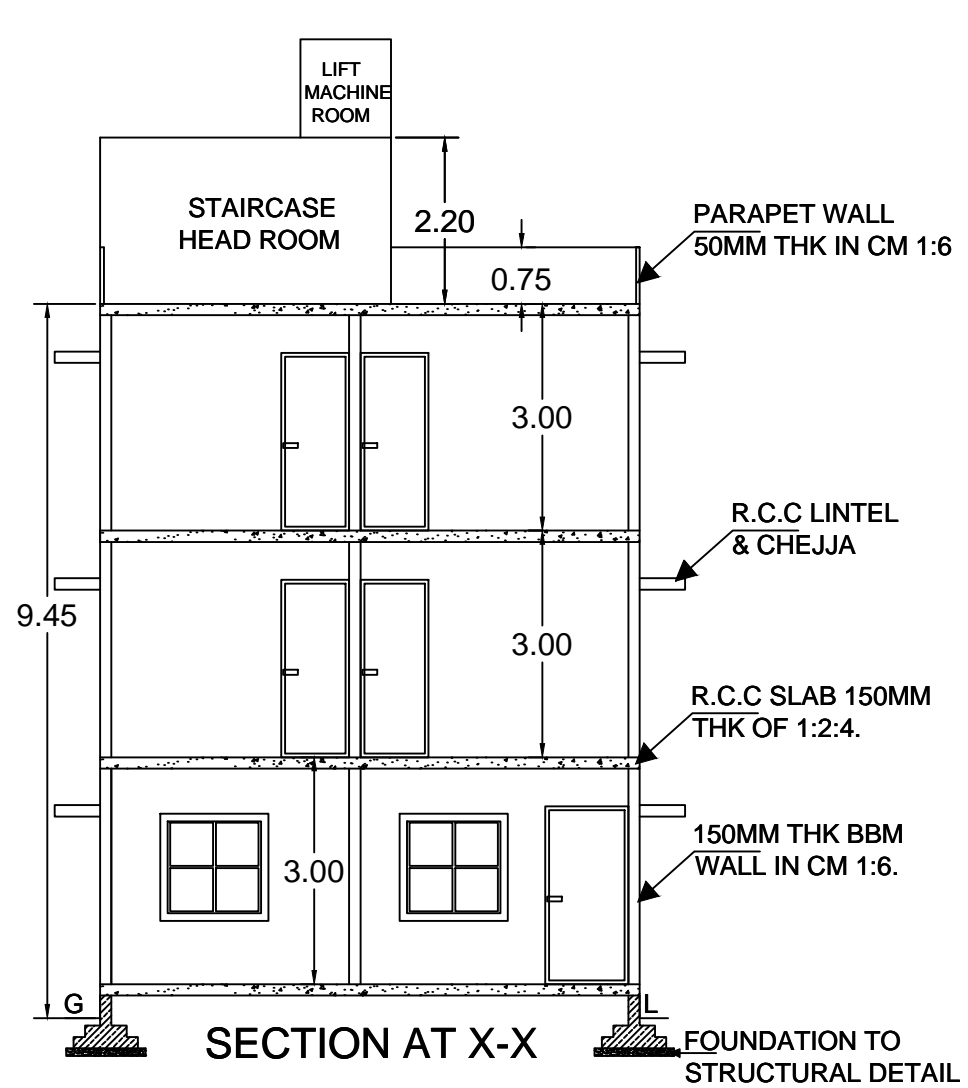 LIFT
MACHINE
ROOM
STAIRCASE
HEAD ROOM
2.20
0.75
PARAPET WALL
50MM THK IN CM 1:6
3.00
R.C.C LINTEL
& CHEJJA
9.45
3.00
R.C.C SLAB 150MM
THK OF 1:2:4.
3.00
150MM THK BBM
WALL IN CM 1:6.
G
L
SECTION AT X-X
FOUNDATION TO
STRUCTURAL DETAIL